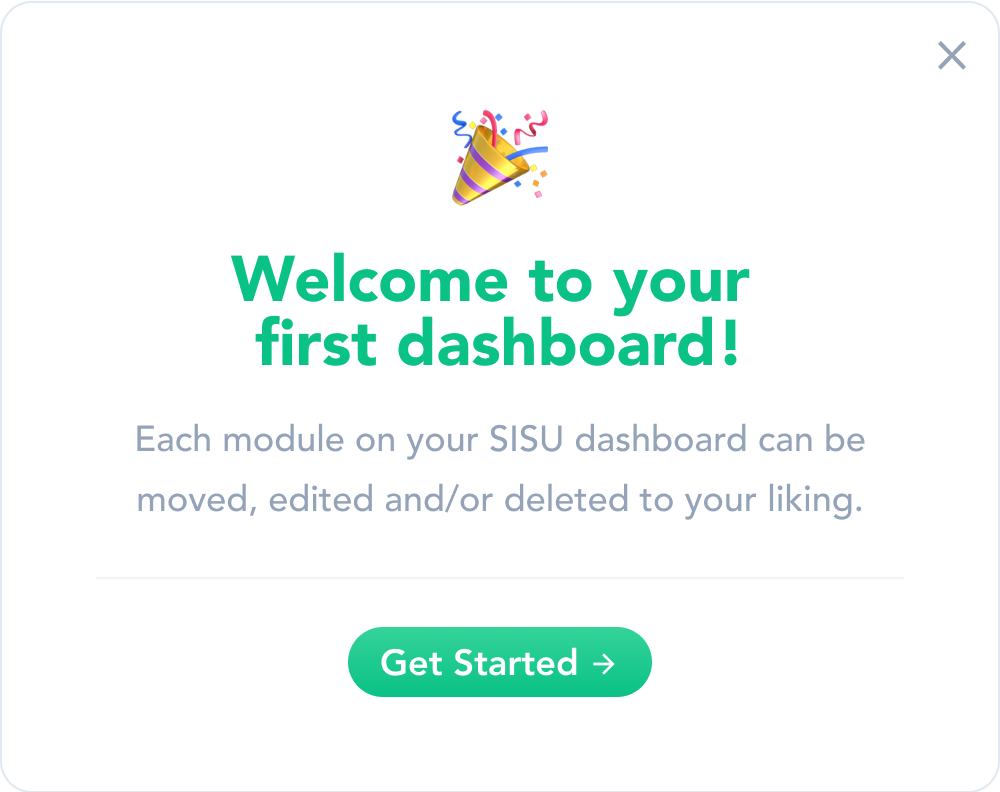 Welcome to your
first dashboard!
Each module on your SISU dashboard can be
moved, edited and/or deleted to your liking.
Get Started →